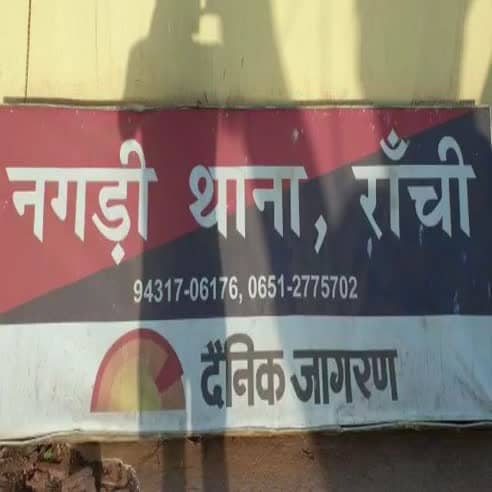 नगड़ी थाना, राँची
94317-06176, 0651-2775702
दैनिक जागरण